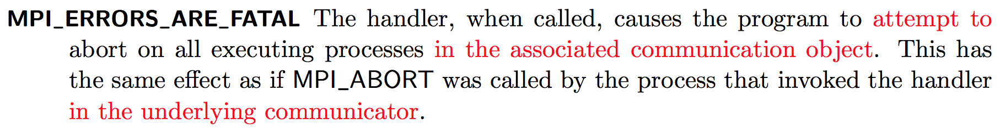 MPI_ERRORS_ARE_FATAL The handler, when called, causes the program to attempt to
abort on all executing processes in the associated communication object. This has
the same effect as if MPI_ABORT was called by the process that invoked the handler
in the underlying communicator.